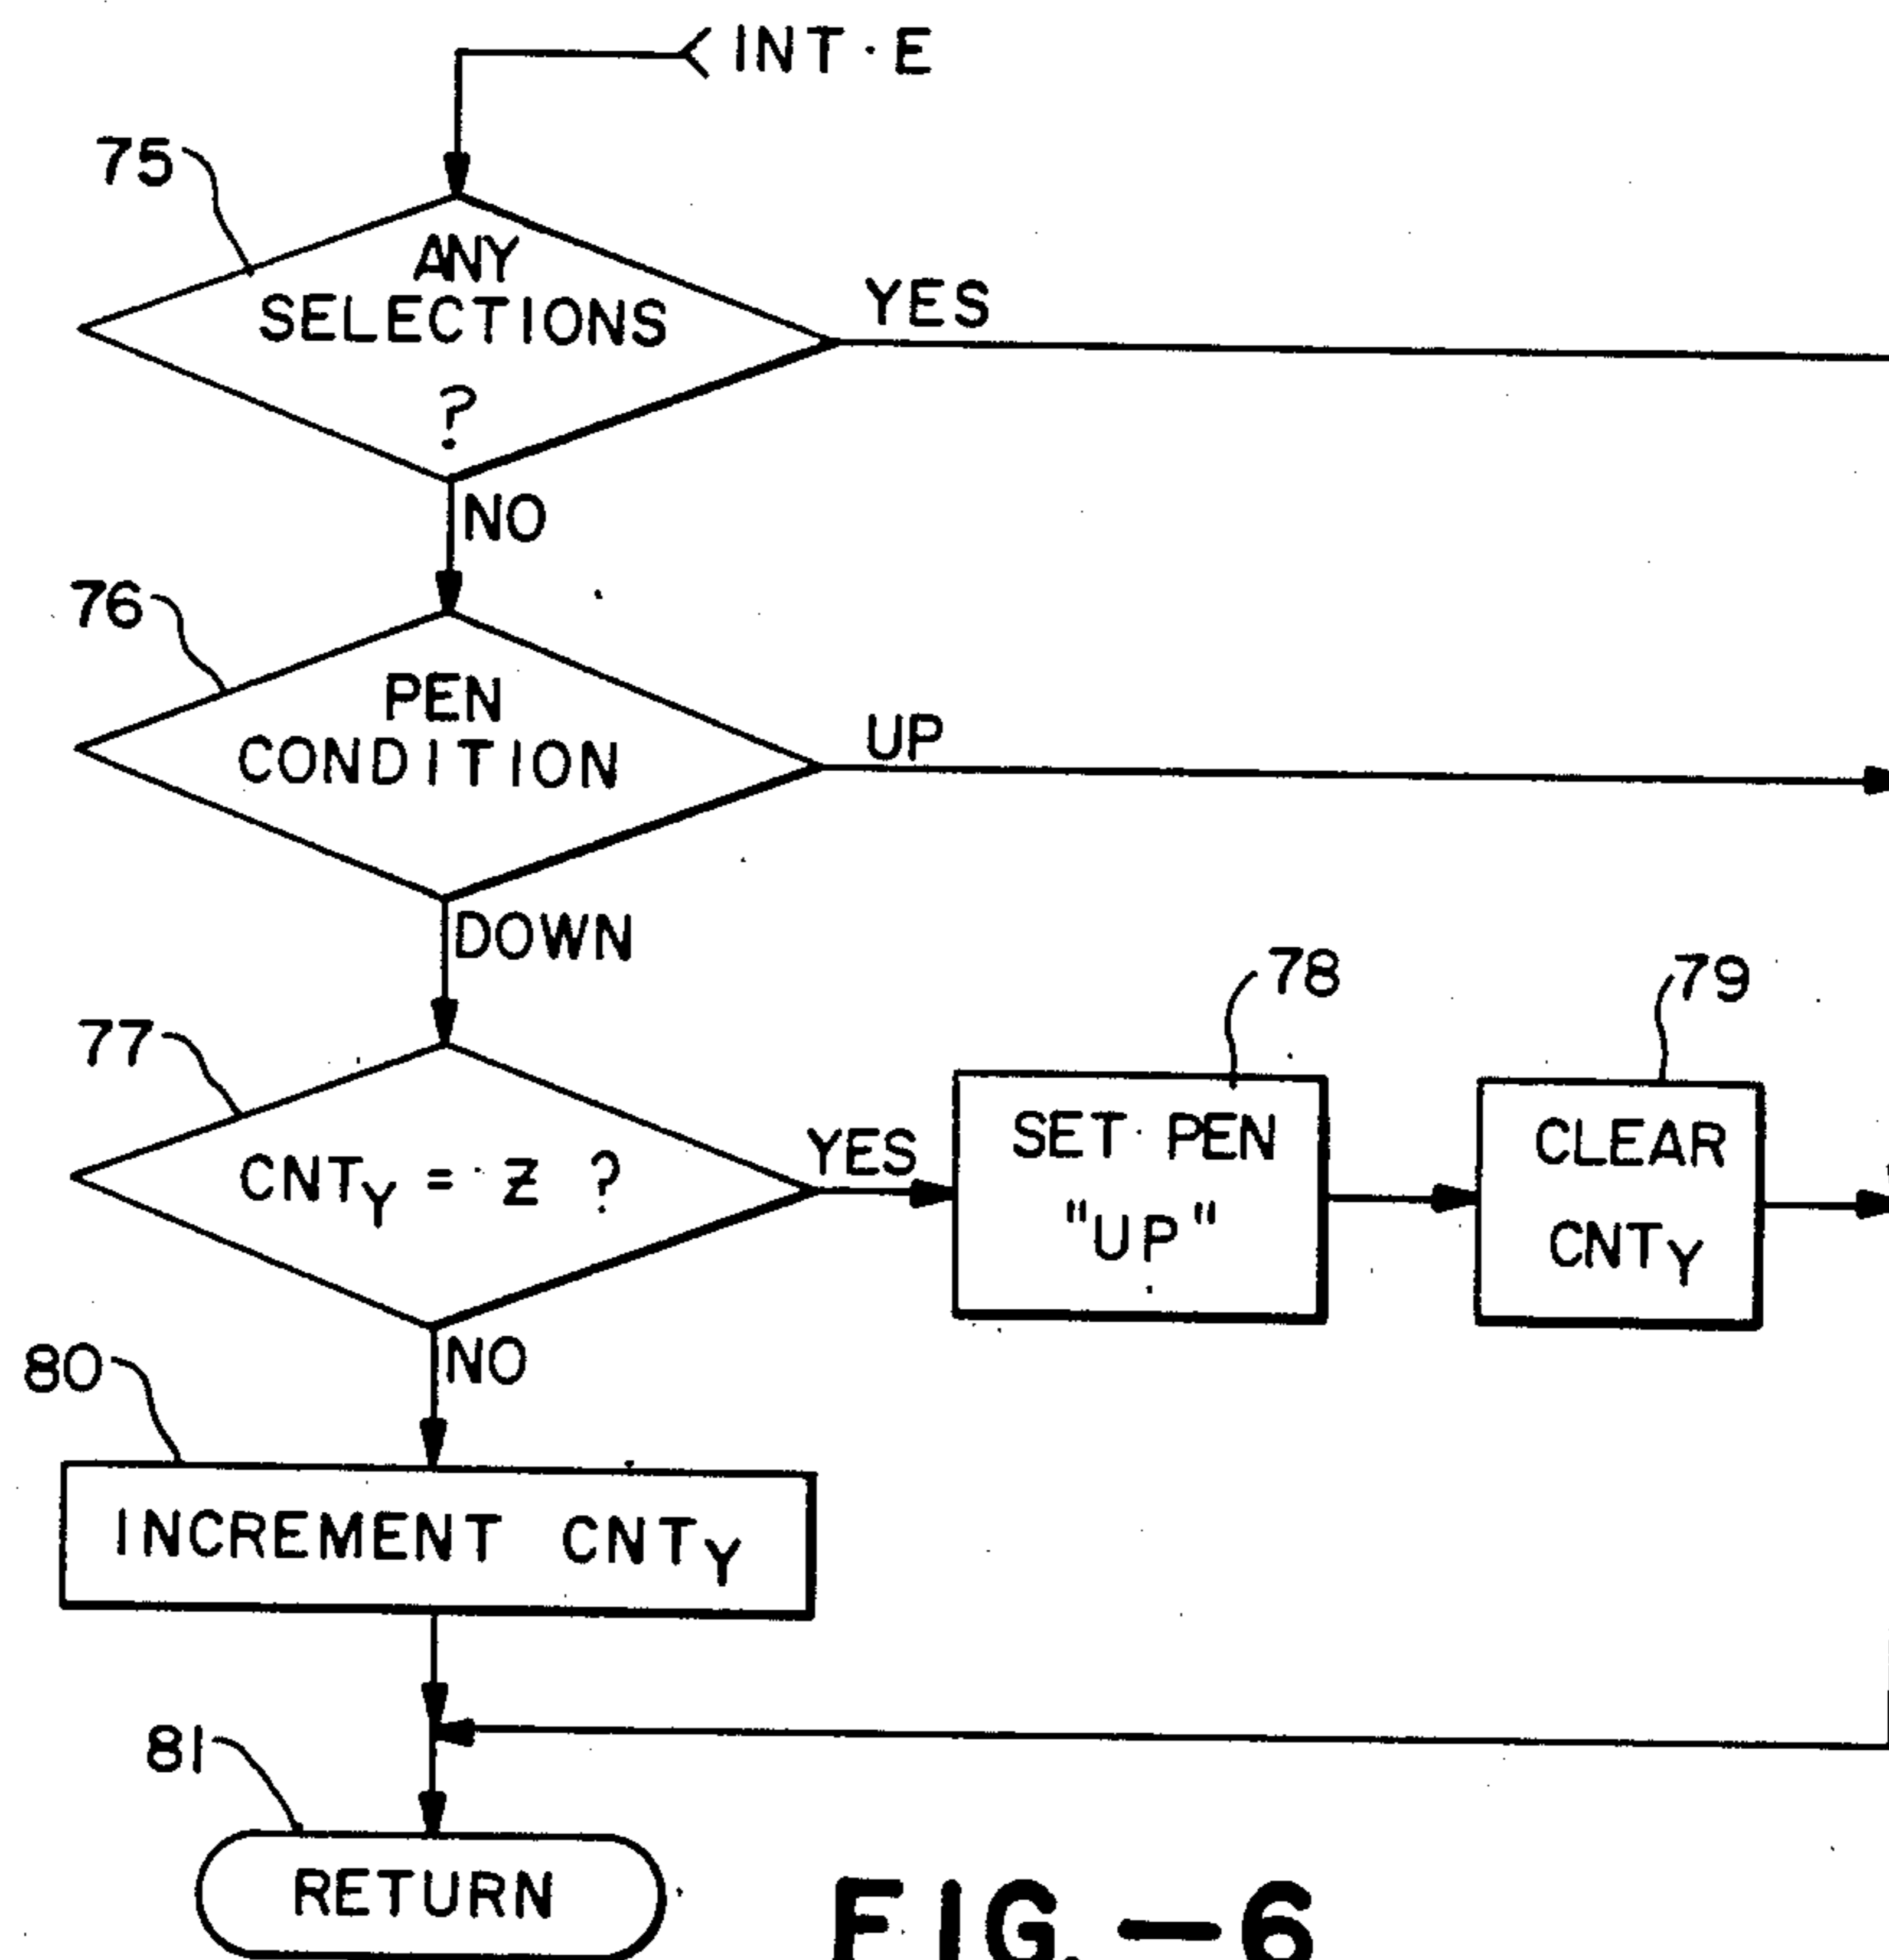 INT·E
75
ANY
SELECTIONS
?
YES
NO
76
PEN
CONDITION
UP
DOWN
77
CNTY = Z ?
YES
78
SET PEN
"UP"
79
CLEAR
CNTY
NO
80
INCREMENT CNTY
81
RETURN
FIG.—6